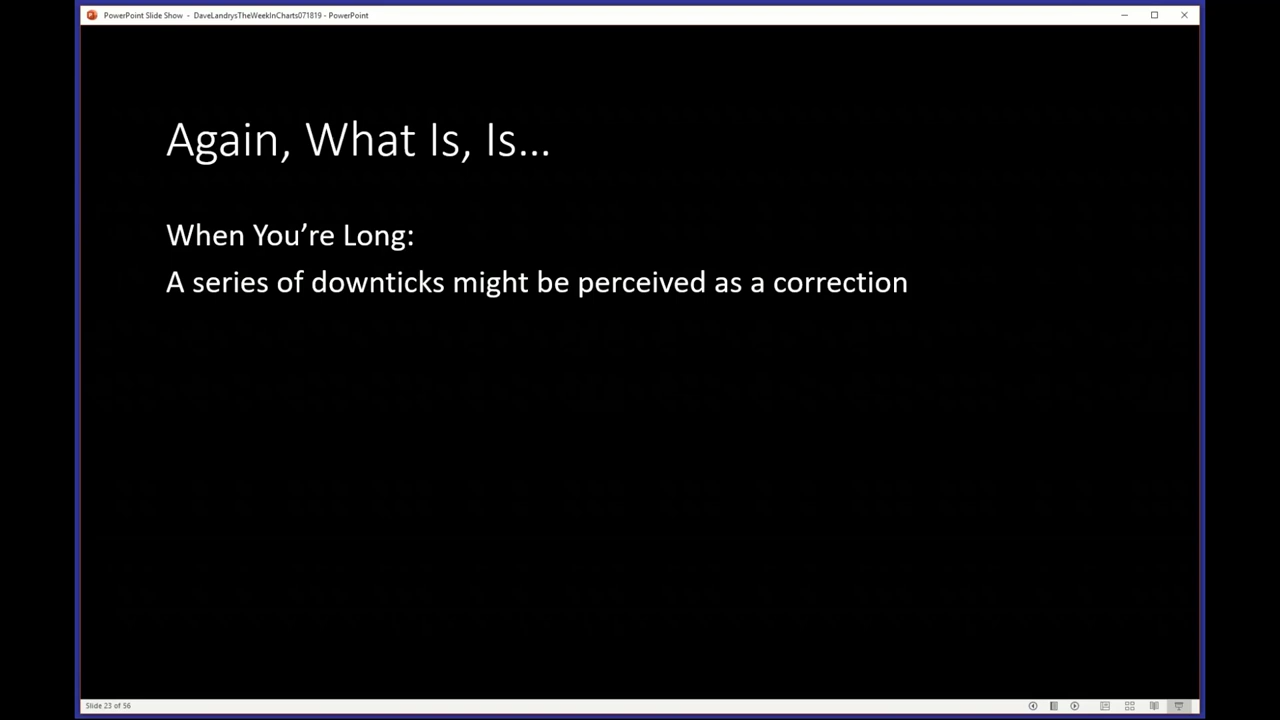 PowerPoint Slide Show - DaveLandrysTheWeekInCharts071819 - PowerPoint
Again, What Is, Is...
When You’re Long:
A series of downticks might be perceived as a correction
Slide 23 of 56